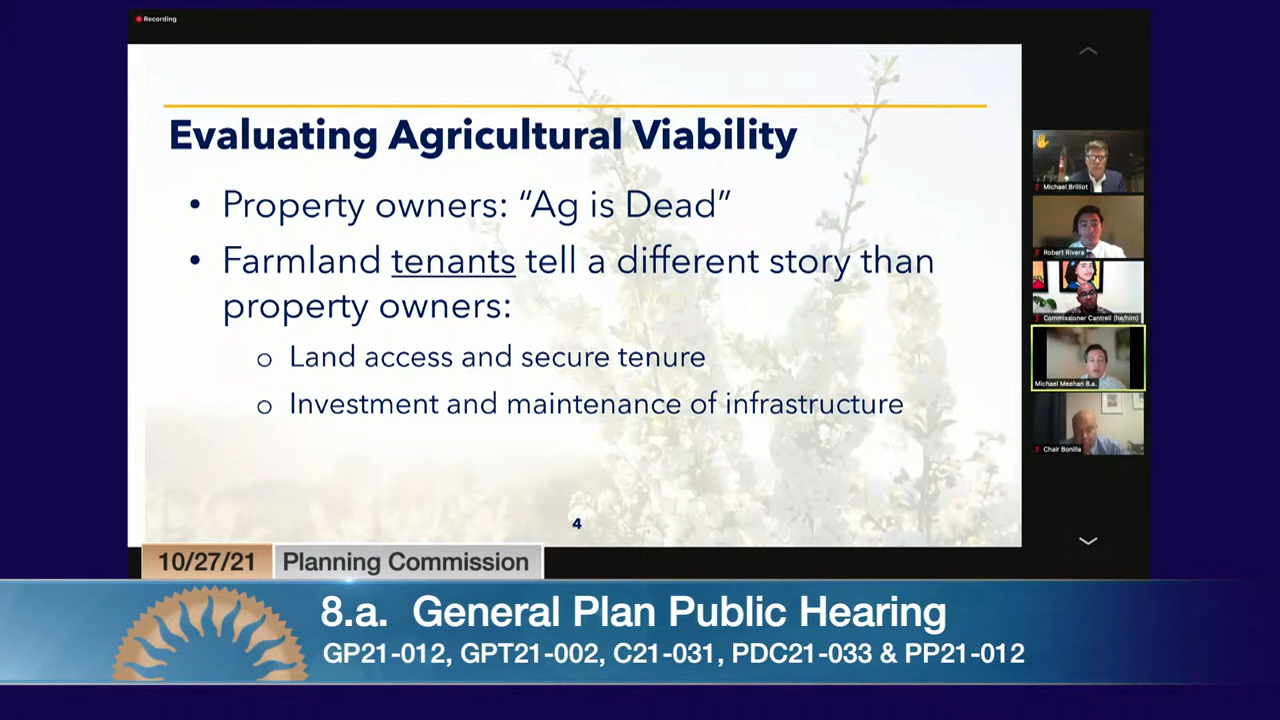 Recording
Evaluating Agricultural Viability
• Property owners: “Ag is Dead”
• Farmland tenants tell a different story than
property owners:
o Land access and secure tenure
o Investment and maintenance of infrastructure
4
Michael Brilliot
Robert Rivera
Commissioner Cantrell (he/him)
Michael Meehan 8.a.
Chair Bonilla
10/27/21 Planning Commission
8.a. General Plan Public Hearing
GP21-012, GPT21-002, C21-031, PDC21-033 & PP21-012